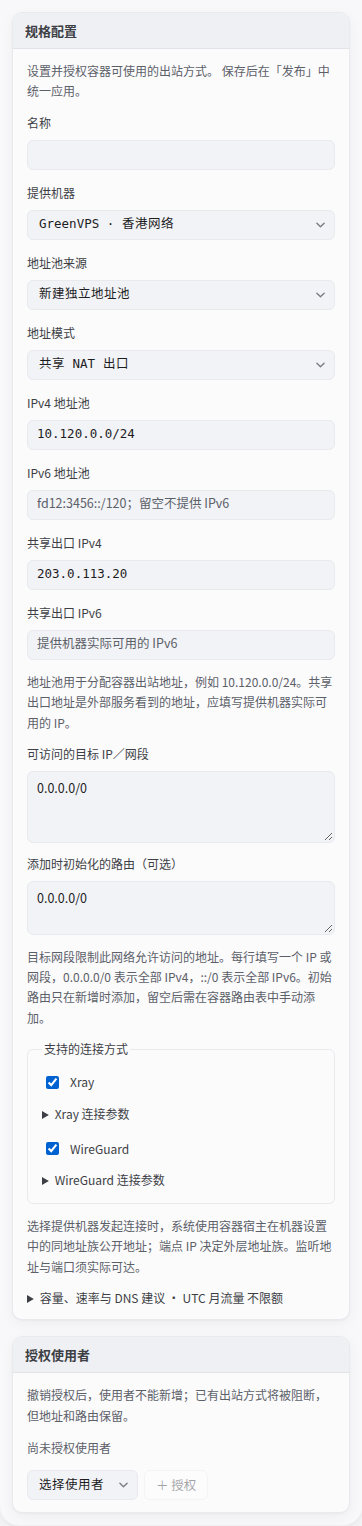 规格配置
设置并授权容器可使用的出站方式。 保存后在「发布」中
统一应用。
名称
提供机器
GreenVPS · 香港网络
地址池来源
新建独立地址池
地址模式
共享 NAT 出口
IPv4 地址池
10.120.0.0/24
IPv6 地址池
fd12:3456::/120；留空不提供 IPv6
共享出口 IPv4
203.0.113.20
共享出口 IPv6
提供机器实际可用的 IPv6
地址池用于分配容器出站地址，例如 10.120.0.0/24。共享
出口地址是外部服务看到的地址，应填写提供机器实际可
用的 IP。
可访问的目标 IP／网段
0.0.0.0/0
添加时初始化的路由（可选）
0.0.0.0/0
目标网段限制此网络允许访问的地址。每行填写一个 IP 或
网段，0.0.0.0/0 表示全部 IPv4，::/0 表示全部 IPv6。初始
路由只在新增时添加，留空后需在容器路由表中手动添
加。
支持的连接方式
Xray
Xray 连接参数
WireGuard
WireGuard 连接参数
选择提供机器发起连接时，系统使用容器宿主在机器设置
中的同地址族公开地址；端点 IP 决定外层地址族。监听地
址与端口须实际可达。
容量、速率与 DNS 建议 · UTC 月流量 不限额
授权使用者
撤销授权后，使用者不能新增；已有出站方式将被阻断，
但地址和路由保留。
尚未授权使用者
选择使用者
＋ 授权